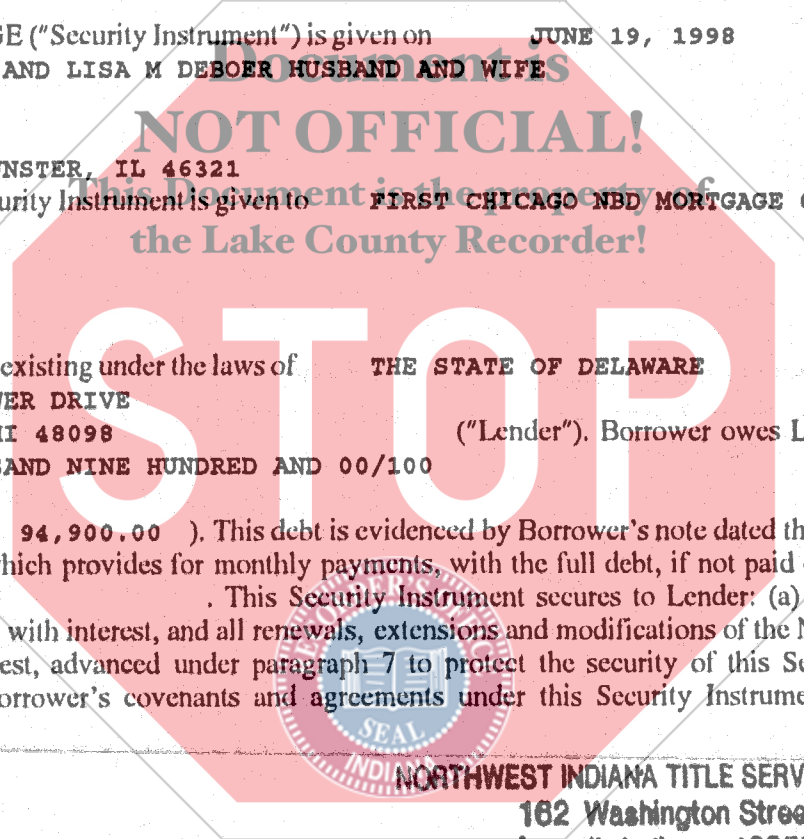 GE ("Security Instrument") is given on JUNE 19, 1998
AND LISA M DEBOER HUSBAND AND WIFE
Document is
NOT OFFICIAL!
NSTER, IL 46321
This Document is the property of
urity Instrument is given to FIRST CHICAGO NBD MORTGAGE
the Lake County Recorder!
STOP
existing under the laws of THE STATE OF DELAWARE
ER DRIVE
I 48098 ("Lender"). Borrower owes L
AND NINE HUNDRED AND 00/100
94,900.00 ). This debt is evidenced by Borrower's note dated th
hich provides for monthly payments, with the full debt, if not paid
. This Security Instrument secures to Lender: (a)
with interest, and all renewals, extensions and modifications of the N
est, advanced under paragraph 7 to protect the security of this Se
orrower's covenants and agreements under this Security Instrume
SEAL
INDIANA
NORTHWEST INDIANA TITLE SERV
162 Washington Stree